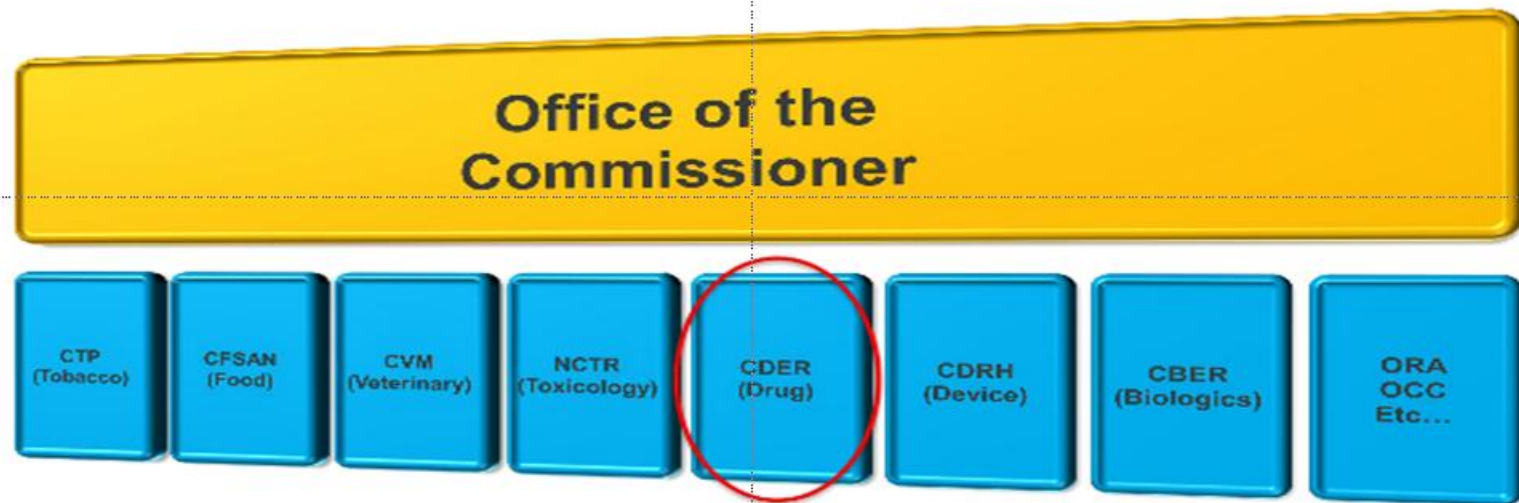 Office of the
Commissioner
CTP
(Tobacco)
CFSAN
(Food)
CVM
(Veterinary)
NCTR
(Toxicology)
CDER
(Drug)
CDRH
(Device)
CBER
(Biologics)
ORA
OCC
Etc...